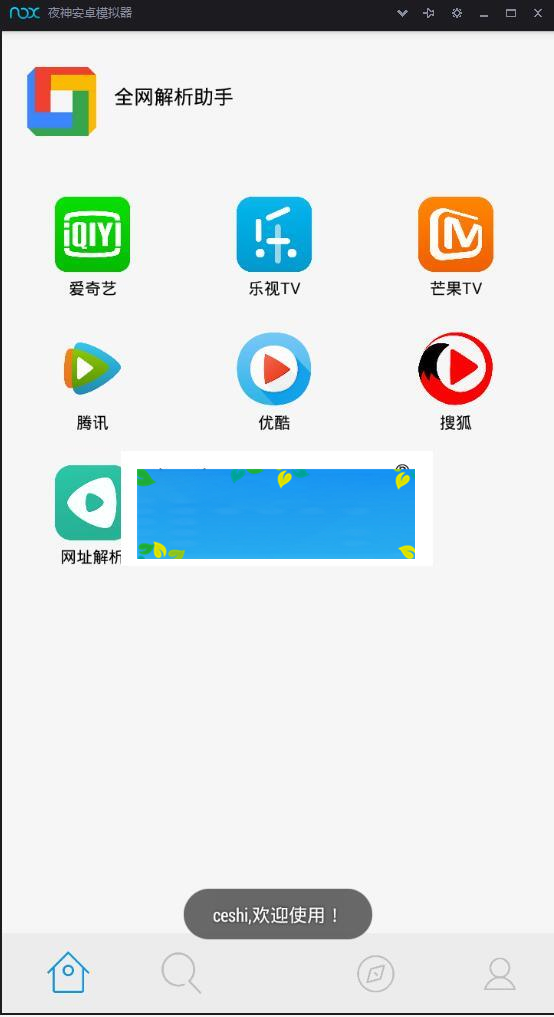 nox 夜神安卓模拟器
全网解析助手
iQIYI
乐
爱奇艺 乐视TV 芒果TV
腾讯 优酷 搜狐
网址解析
ceshi,欢迎使用！